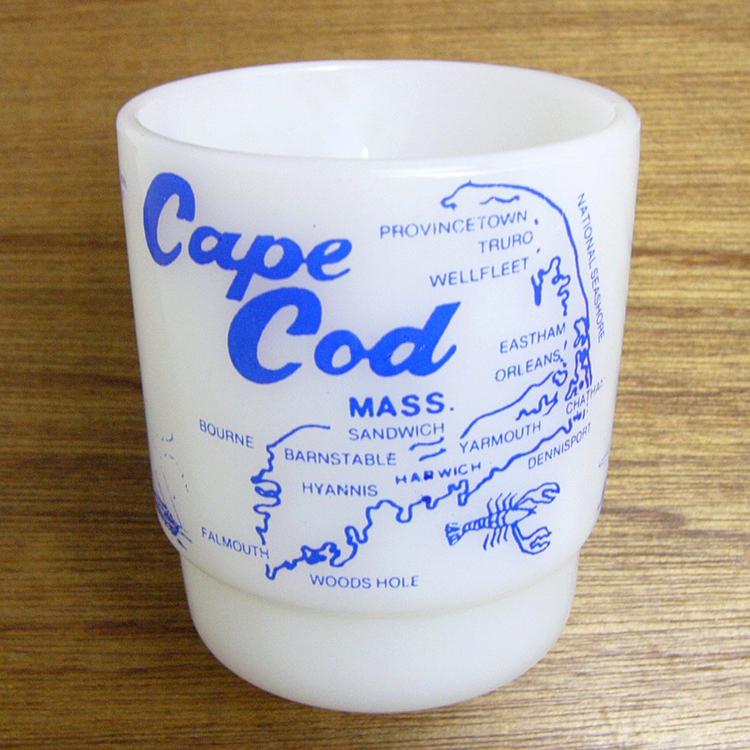 Cape
Cod
MASS.
PROVINCETOWN
TRURO
WELLFLEET
NATIONAL SEASHORE
EASTHAM
ORLEANS
CHATHAM
BOURNE
SANDWICH
BARNSTABLE
YARMOUTH
HARWICH
DENNISPORT
HYANNIS
FALMOUTH
WOODS HOLE